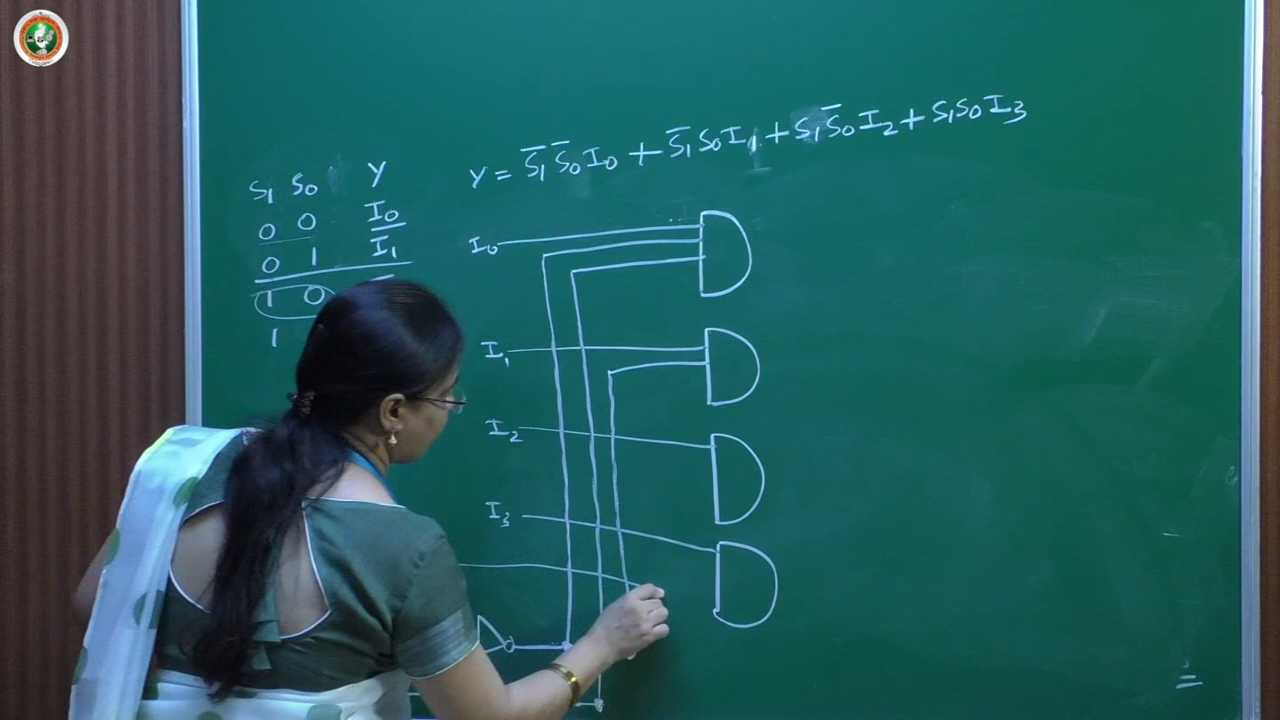 Y = S̅₁ S̅₀ I₀ + S̅₁ S₀ I₁ + S₁ S̅₀ I₂ + S₁ S₀ I₃
S₁ S₀ Y
0 0 I₀
0 1 I₁
1 0
1
I₀
I₁
I₂
I₃